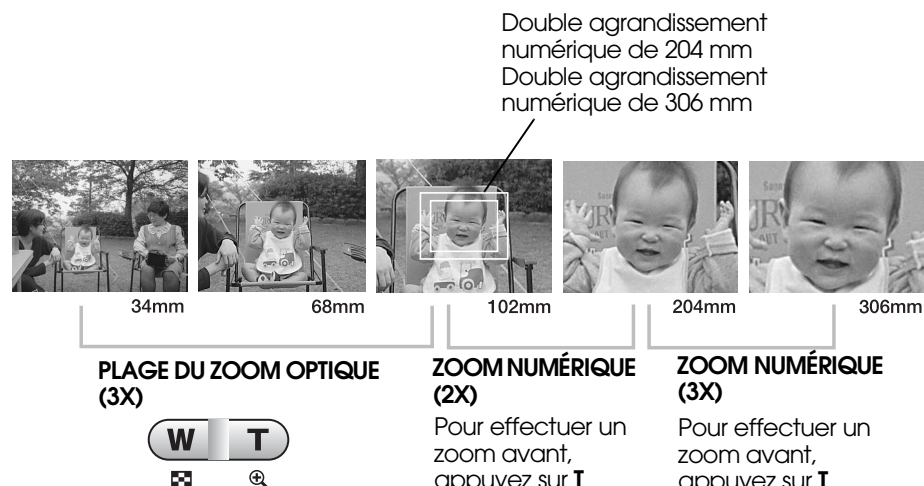 Double agrandissement
numérique de 204 mm
Double agrandissement
numérique de 306 mm
34mm
68mm
102mm
204mm
306mm
PLAGE DU ZOOM OPTIQUE
(3X)
W T
ZOOM NUMÉRIQUE
(2X)
Pour effectuer un
zoom avant,
appuyez sur T
ZOOM NUMÉRIQUE
(3X)
Pour effectuer un
zoom avant,
appuyez sur T